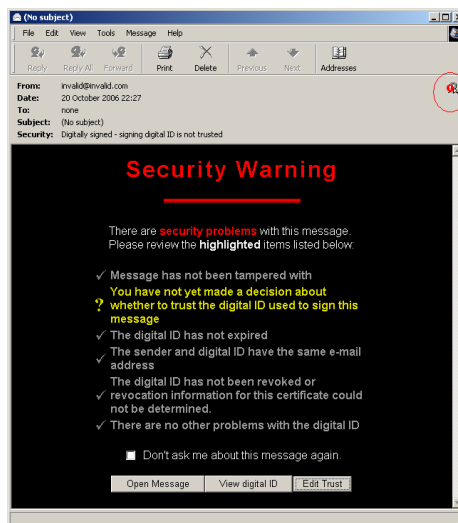 (No subject)
File Edit View Tools Message Help
Reply Reply All Forward Print Delete Previous Next Addresses
From: invalid@invalid.com
Date: 20 October 2006 22:27
To: none
Subject: (No subject)
Security: Digitally signed - signing digital ID is not trusted
Security Warning
There are security problems with this message.
Please review the highlighted items listed below:
Message has not been tampered with
You have not yet made a decision about
? whether to trust the digital ID used to sign this
message
The digital ID has not expired
The sender and digital ID have the same e-mail
address
The digital ID has not been revoked or
revocation information for this certificate could
not be determined.
There are no other problems with the digital ID
Don't ask me about this message again.
Open Message View digital ID Edit Trust